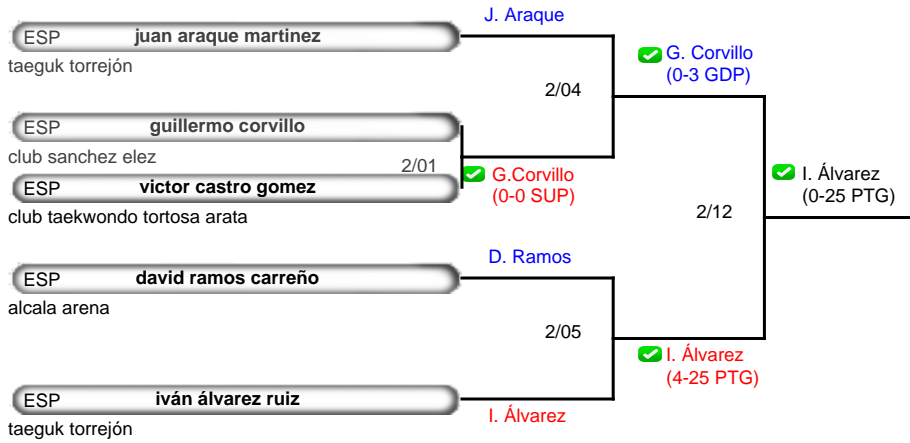 J. Araque
ESP juan araque martinez
taeguk torrejón
G. Corvillo
(0-3 GDP)
2/04
ESP guillermo corvillo
club sanchez elez
2/01
G.Corvillo
(0-0 SUP)
ESP victor castro gomez
club taekwondo tortosa arata
I. Álvarez
(0-25 PTG)
2/12
D. Ramos
ESP david ramos carreño
alcala arena
2/05
I. Álvarez
(4-25 PTG)
ESP iván álvarez ruiz
taeguk torrejón
I. Álvarez